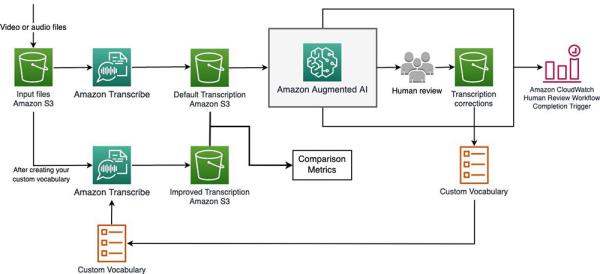 Video or audio files
Input files
Amazon S3
Amazon Transcribe
Default Transcription
Amazon S3
Amazon Augmented AI
Human review
Transcription
corrections
Amazon CloudWatch
Human Review Workflow
Completion Trigger
After creating your
custom vocabulary
Amazon Transcribe
Improved Transcription
Amazon S3
Comparison
Metrics
Custom Vocabulary
Custom Vocabulary